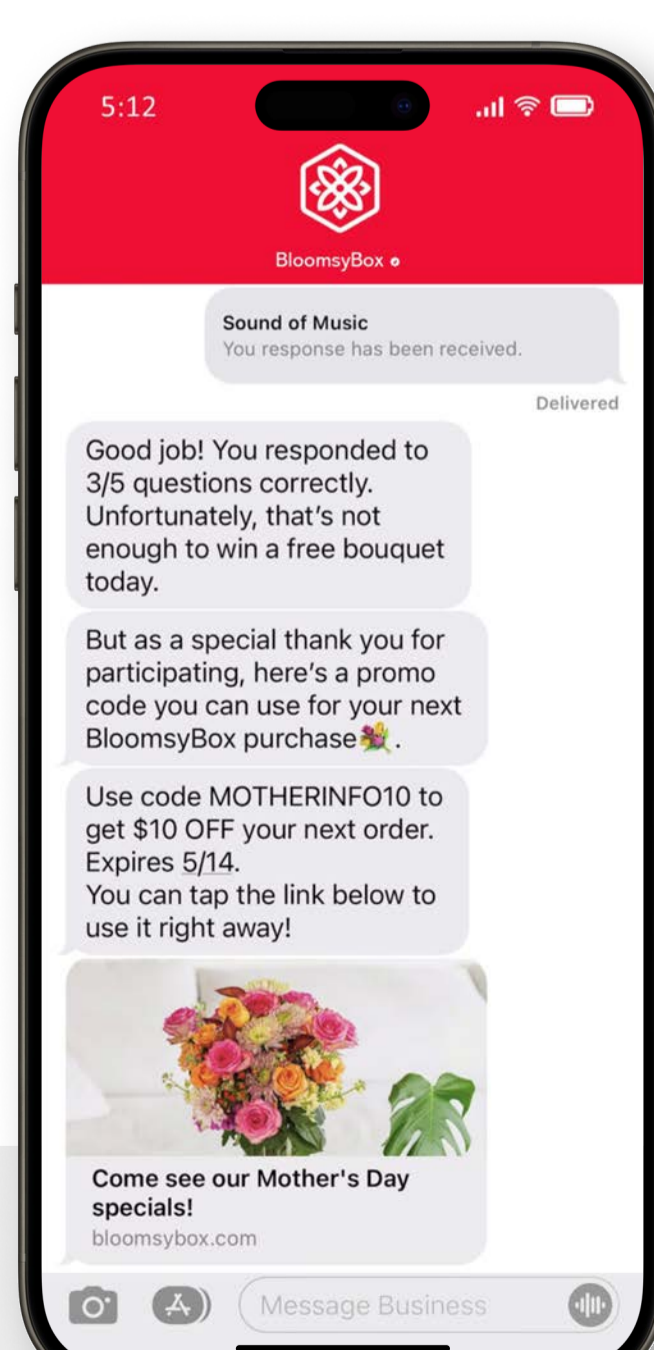 5:12
BloomsyBox
Sound of Music
You response has been received.
Delivered
Good job! You responded to
3/5 questions correctly.
Unfortunately, that's not
enough to win a free bouquet
today.
But as a special thank you for
participating, here's a promo
code you can use for your next
BloomsyBox purchase💐.
Use code MOTHERINFO10 to
get $10 OFF your next order.
Expires 5/14.
You can tap the link below to
use it right away!
Come see our Mother's Day
specials!
bloomsybox.com
Message Business